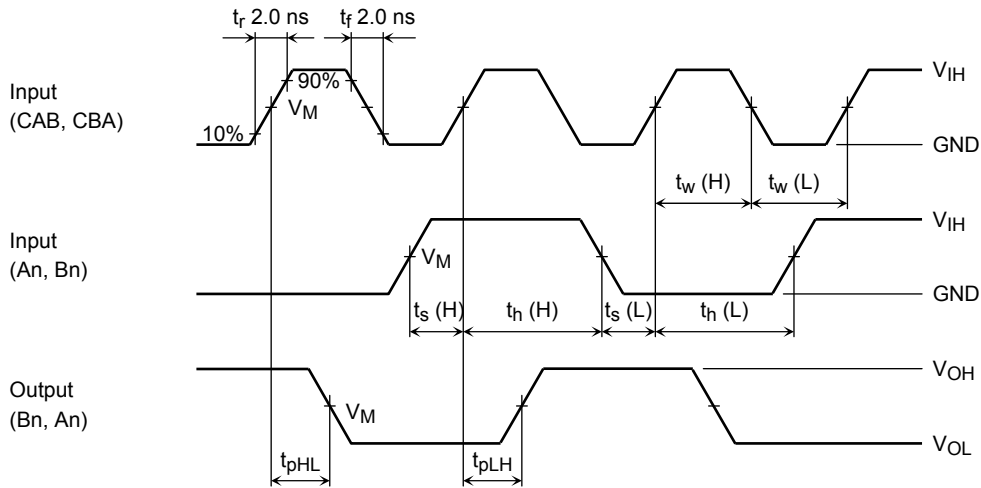 tr 2.0 ns
tf 2.0 ns
Input
(CAB, CBA)
10%
90%
VM
VIH
GND
tw (H)
tw (L)
Input
(An, Bn)
VM
VIH
GND
ts (H)
th (H)
ts (L)
th (L)
Output
(Bn, An)
VM
VOH
VOL
tpHL
tpLH